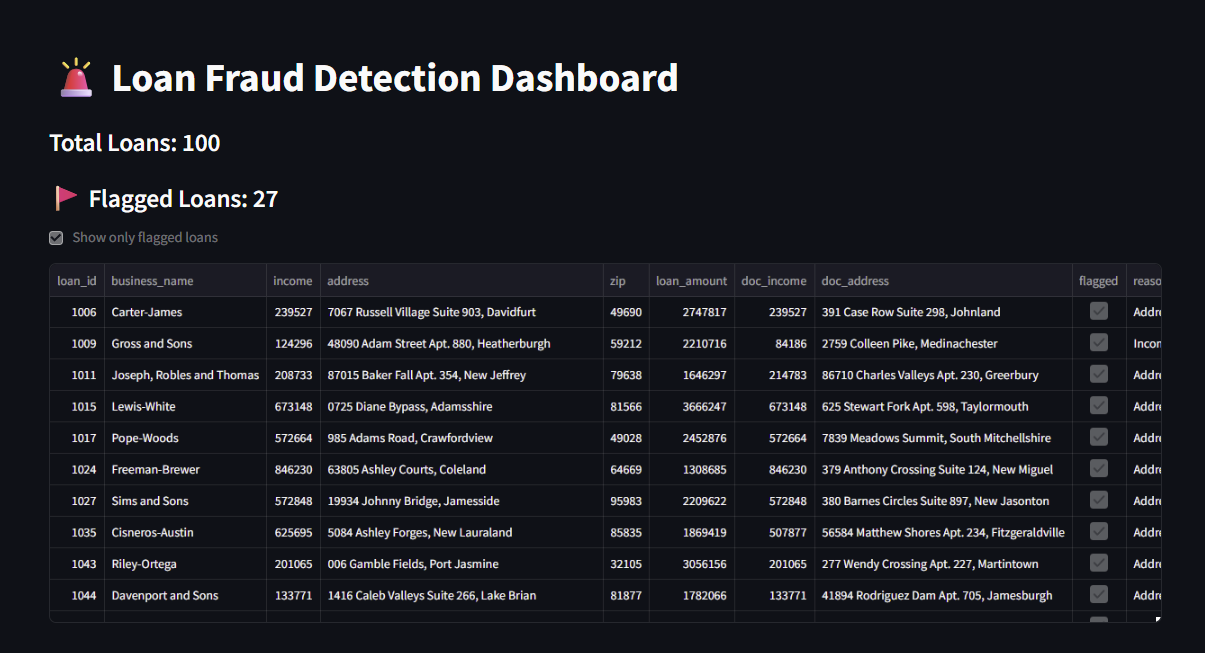 Loan Fraud Detection Dashboard
Total Loans: 100
Flagged Loans: 27
Show only flagged loans
loan_id business_name income address zip loan_amount doc_income doc_address flagged reaso
1006 Carter-James 239527 7067 Russell Village Suite 903, Davidfurt 49690 2747817 239527 391 Case Row Suite 298, Johnland Addre
1009 Gross and Sons 124296 48090 Adam Street Apt. 880, Heatherburgh 59212 2210716 84186 2759 Colleen Pike, Medinachester Incom
1011 Joseph, Robles and Thomas 208733 87015 Baker Fall Apt. 354, New Jeffrey 79638 1646297 214783 86710 Charles Valleys Apt. 230, Greerbury Addre
1015 Lewis-White 673148 0725 Diane Bypass, Adamsshire 81566 3666247 673148 625 Stewart Fork Apt. 598, Taylormouth Addre
1017 Pope-Woods 572664 985 Adams Road, Crawfordview 49028 2452876 572664 7839 Meadows Summit, South Mitchellshire Addre
1024 Freeman-Brewer 846230 63805 Ashley Courts, Coleland 64669 1308685 846230 379 Anthony Crossing Suite 124, New Miguel Addre
1027 Sims and Sons 572848 19934 Johnny Bridge, Jamesside 95983 2209622 572848 380 Barnes Circles Suite 897, New Jasonton Addre
1035 Cisneros-Austin 625695 5084 Ashley Forges, New Lauraland 85835 1869419 507877 56584 Matthew Shores Apt. 234, Fitzgeraldville Addre
1043 Riley-Ortega 201065 006 Gamble Fields, Port Jasmine 32105 3056156 201065 277 Wendy Crossing Apt. 227, Martintown Addre
1044 Davenport and Sons 133771 1416 Caleb Valleys Suite 266, Lake Brian 81877 1782066 133771 41894 Rodriguez Dam Apt. 705, Jamesburgh Addre